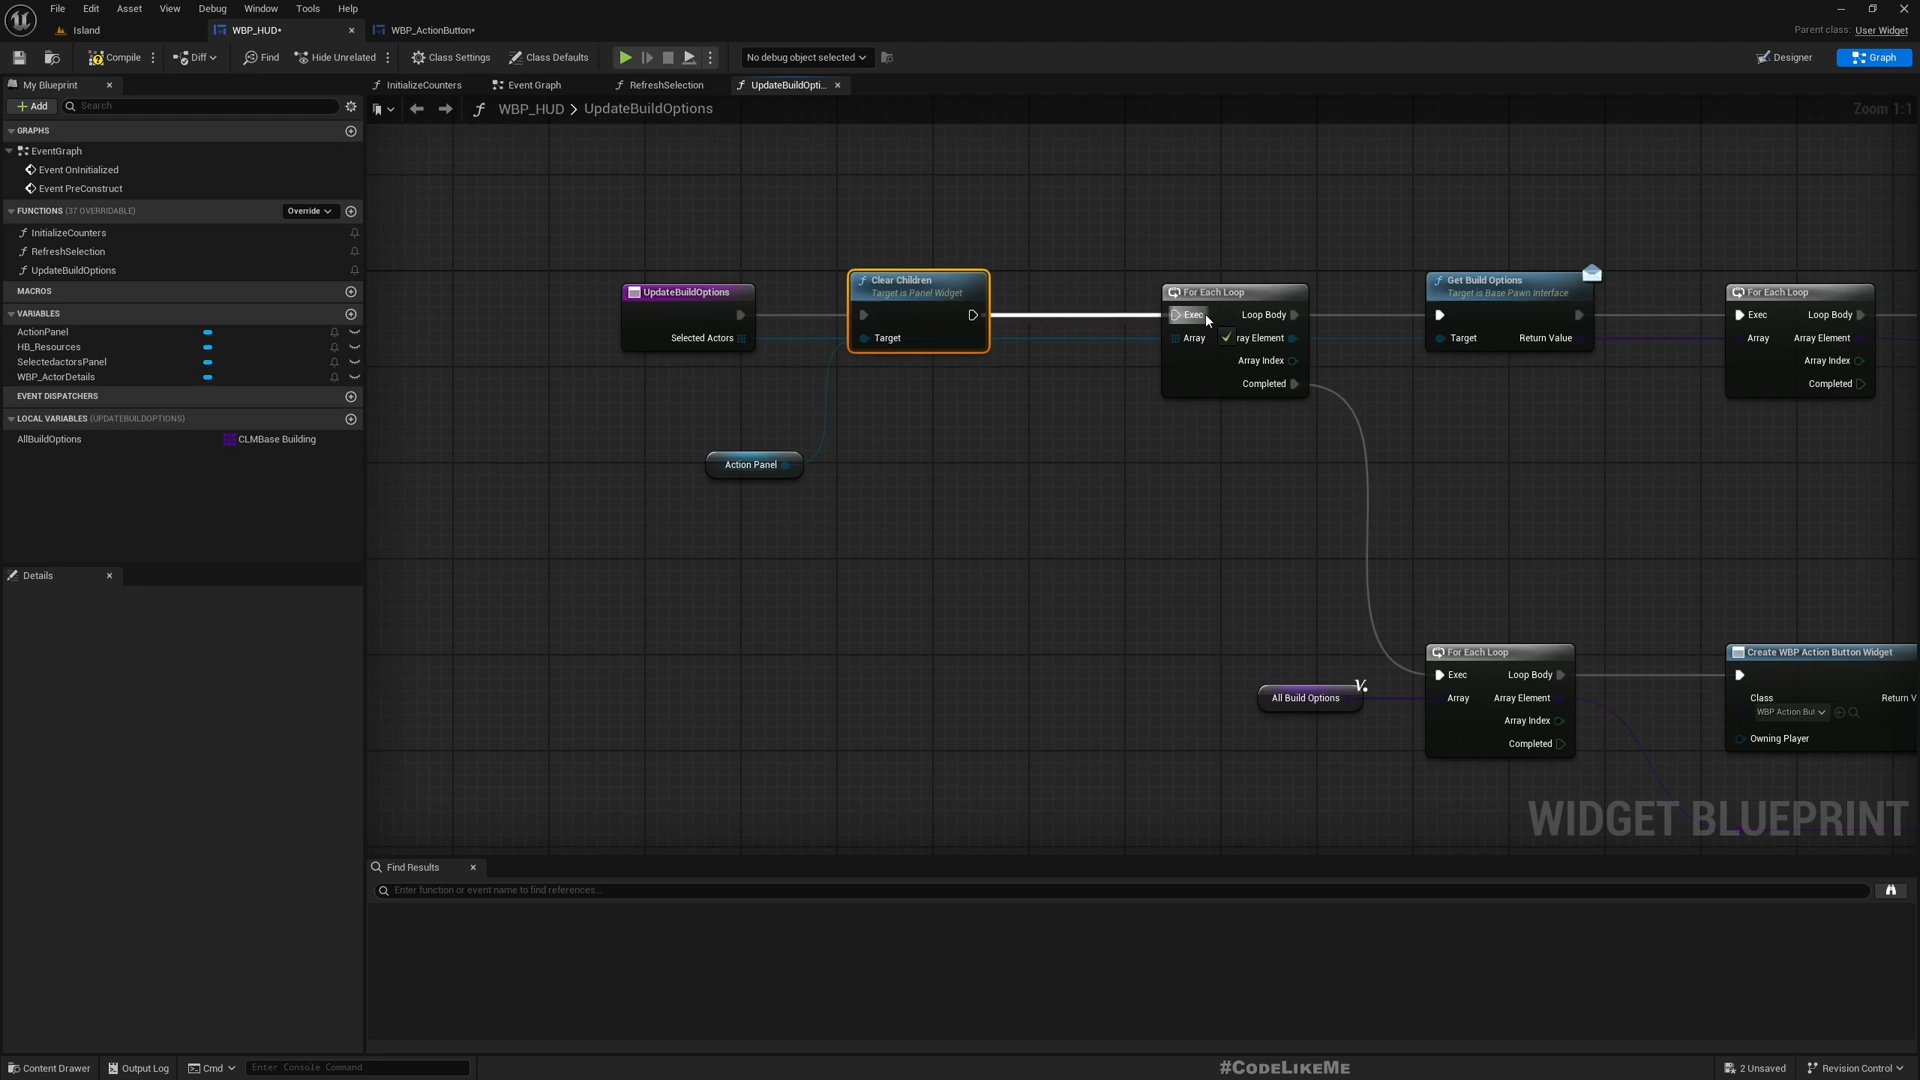 File Edit Asset View Debug Window Tools Help
Island WBP_HUD* WBP_ActionButton* Parent class: User Widget
Compile Diff Find Hide Unrelated Class Settings Class Defaults No debug object selected Designer Graph
My Blueprint InitializeCounters Event Graph RefreshSelection UpdateBuildOpti...
Add Search WBP_HUD > UpdateBuildOptions Zoom 1:1
GRAPHS
EventGraph
Event OnInitialized
Event PreConstruct
FUNCTIONS (37 OVERRIDABLE) Override
InitializeCounters
RefreshSelection
UpdateBuildOptions
MACROS
VARIABLES
ActionPanel
HB_Resources
SelectedactorsPanel
WBP_ActorDetails
EVENT DISPATCHERS
LOCAL VARIABLES (UPDATEBUILDOPTIONS)
AllBuildOptions CLMBase Building
Details
UpdateBuildOptions
Selected Actors
Clear Children
Target is Panel Widget
Target
Action Panel
For Each Loop
Exec Loop Body
Array rray Element
Array Index
Completed
Get Build Options
Target is Base Pawn Interface
Target Return Value
For Each Loop
Exec Loop Body
Array Array Element
Array Index
Completed
All Build Options
V.
For Each Loop
Exec Loop Body
Array Array Element
Array Index
Completed
Create WBP Action Button Widget
Class Return V
WBP Action But
Owning Player
WIDGET BLUEPRINT
Find Results
Enter function or event name to find references...
Content Drawer Output Log Cmd Enter Console Command #CODELIKEME 2 Unsaved Revision Control